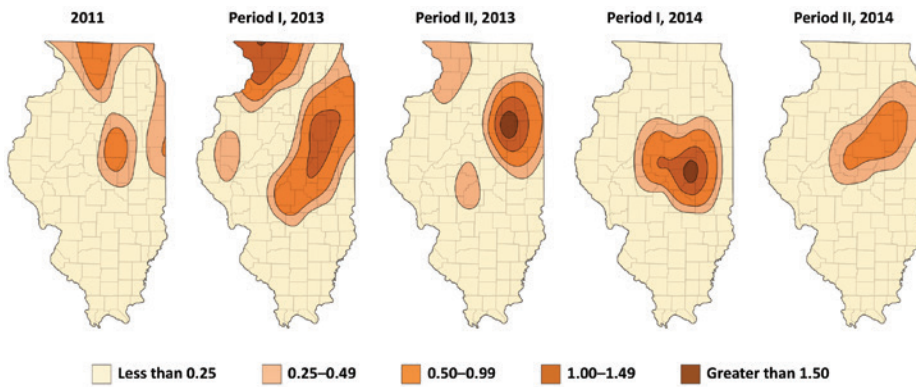 2011 Period I, 2013 Period II, 2013 Period I, 2014 Period II, 2014
Less than 0.25 0.25–0.49 0.50–0.99 1.00–1.49 Greater than 1.50